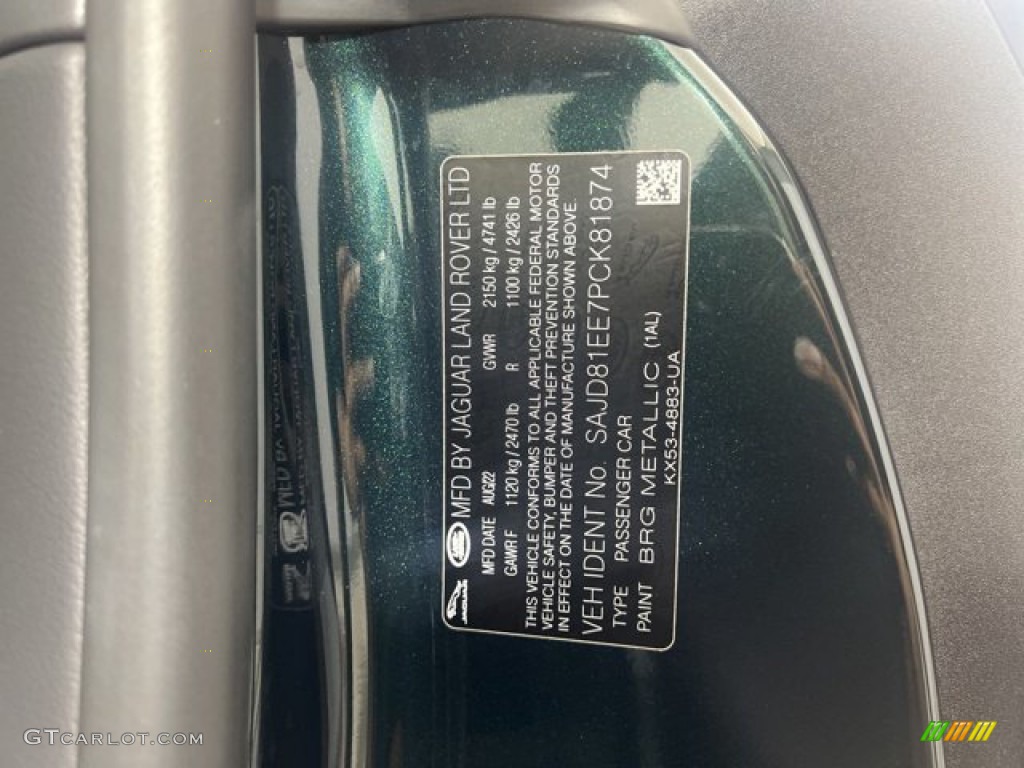 JAGUAR MFD BY JAGUAR LAND ROVER LTD
MFD DATE AUG/22 GVWR 2150 kg / 4741 lb
GAWR F 1120 kg / 2470 lb R 1100 kg / 2426 lb
THIS VEHICLE CONFORMS TO ALL APPLICABLE FEDERAL MOTOR
VEHICLE SAFETY, BUMPER AND THEFT PREVENTION STANDARDS
IN EFFECT ON THE DATE OF MANUFACTURE SHOWN ABOVE.
VEH IDENT No. SAJD81EE7PCK81874
TYPE PASSENGER CAR
PAINT BRG METALLIC (1AL)
KX53-4883-UA
GTCARLOT.COM